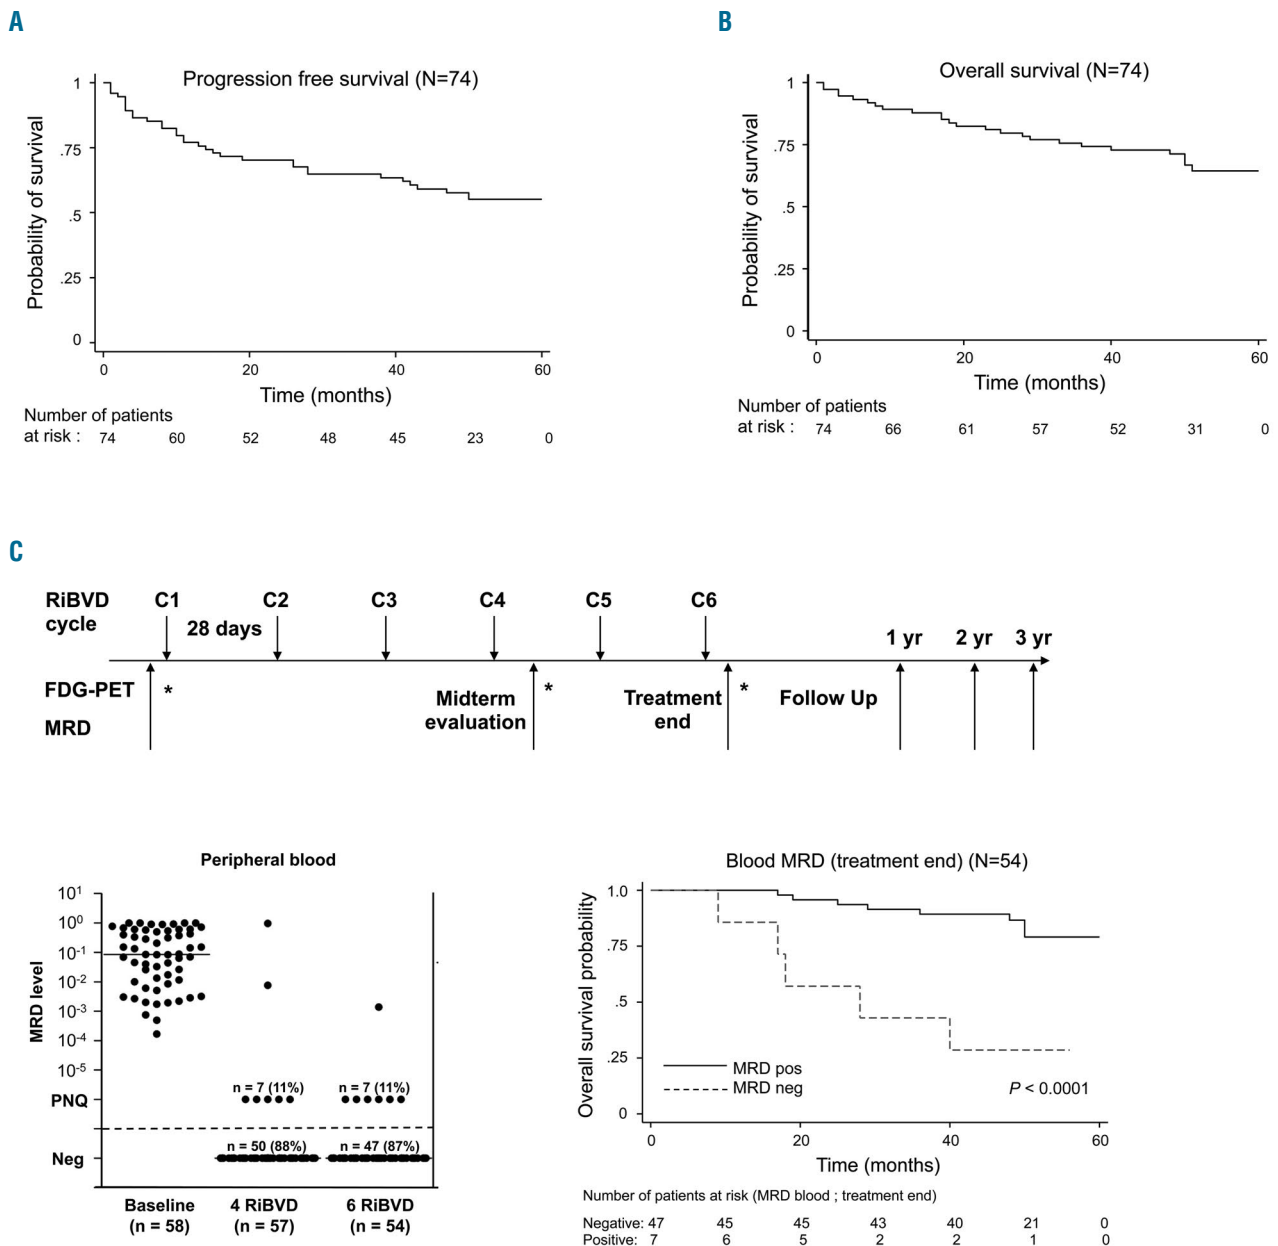 A
Progression free survival (N=74)
Probability of survival
1
.75
.5
.25
0
0 20 40 60
Time (months)
Number of patients
at risk : 74 60 52 48 45 23 0
B
Overall survival (N=74)
Probability of survival
1
.75
.5
.25
0
0 20 40 60
Time (months)
Number of patients
at risk : 74 66 61 57 52 31 0
C
RiBVD C1 C2 C3 C4 C5 C6
cycle
28 days
1 yr 2 yr 3 yr
FDG-PET * * *
MRD
Midterm
evaluation
Treatment
end
Follow Up
Peripheral blood
MRD level
10¹
10⁰
10⁻¹
10⁻²
10⁻³
10⁻⁴
10⁻⁵
PNQ
Neg
n = 7 (11%) n = 7 (11%)
n = 50 (88%) n = 47 (87%)
Baseline 4 RiBVD 6 RiBVD
(n = 58) (n = 57) (n = 54)
Blood MRD (treatment end) (N=54)
Overall survival probability
1.0
.75
.5
.25
0
MRD pos
MRD neg
P < 0.0001
0 20 40 60
Time (months)
Number of patients at risk (MRD blood ; treatment end)
Negative: 47 45 45 43 40 21 0
Positive: 7 6 5 2 2 1 0